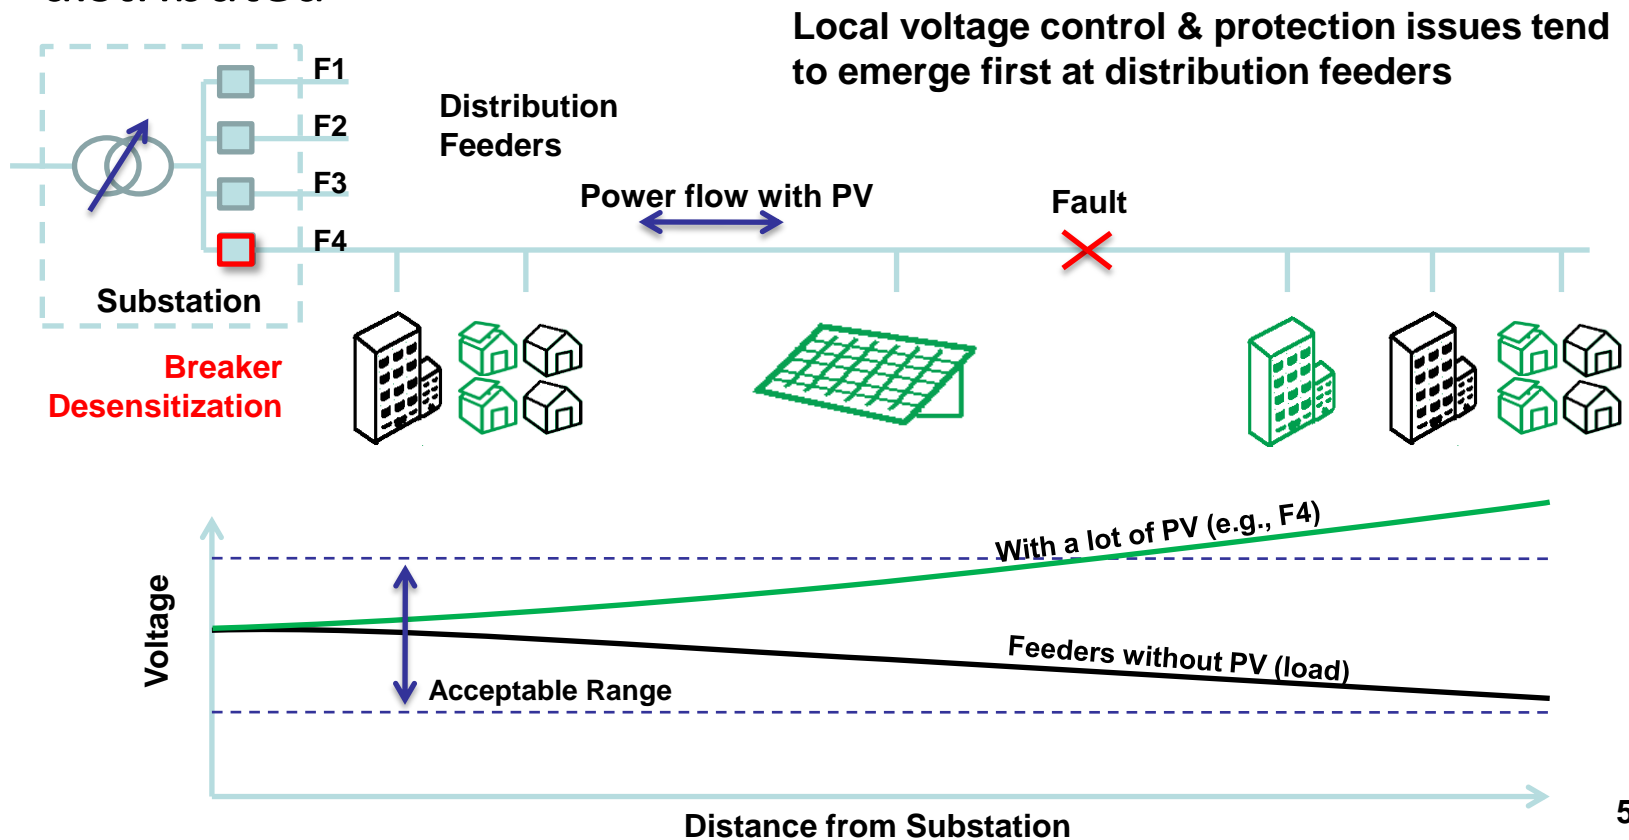 Local voltage control & protection issues tend
to emerge first at distribution feeders
F1
F2
F3
F4
Distribution
Feeders
Power flow with PV
Fault
Substation
Breaker
Desensitization
With a lot of PV (e.g., F4)
Feeders without PV (load)
Acceptable Range
Voltage
Distance from Substation
5